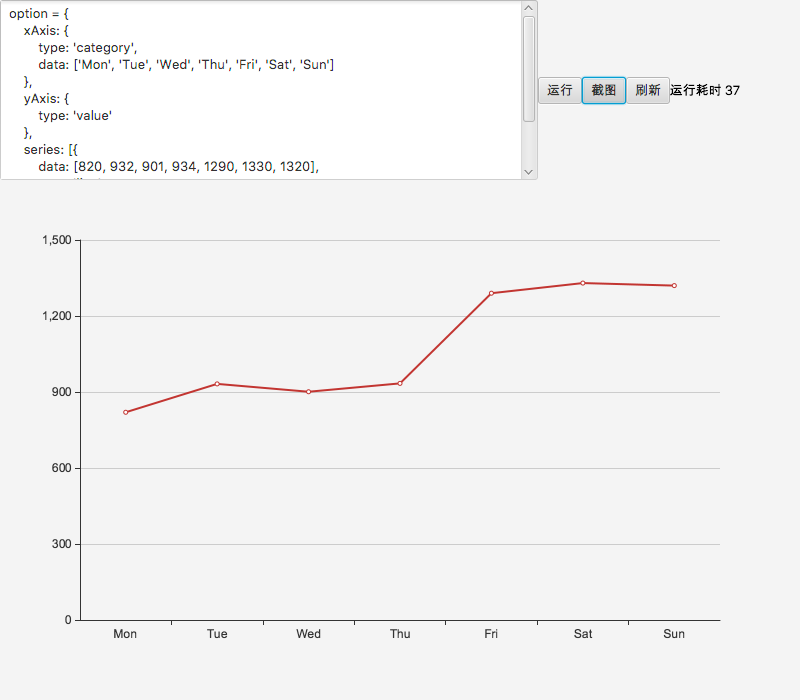 option = {
xAxis: {
type: 'category',
data: ['Mon', 'Tue', 'Wed', 'Thu', 'Fri', 'Sat', 'Sun']
},
yAxis: {
type: 'value'
},
series: [{
data: [820, 932, 901, 934, 1290, 1330, 1320],
运行 截图 刷新 运行耗时 37
1,500
1,200
900
600
300
0
Mon Tue Wed Thu Fri Sat Sun